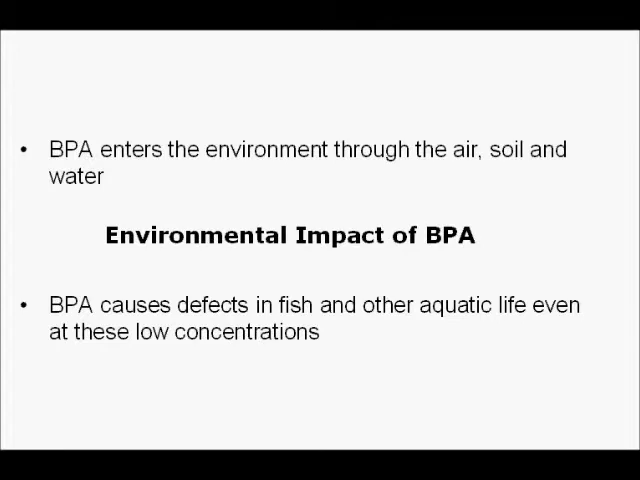 • BPA enters the environment through the air, soil and
water
Environmental Impact of BPA
• BPA causes defects in fish and other aquatic life even
at these low concentrations